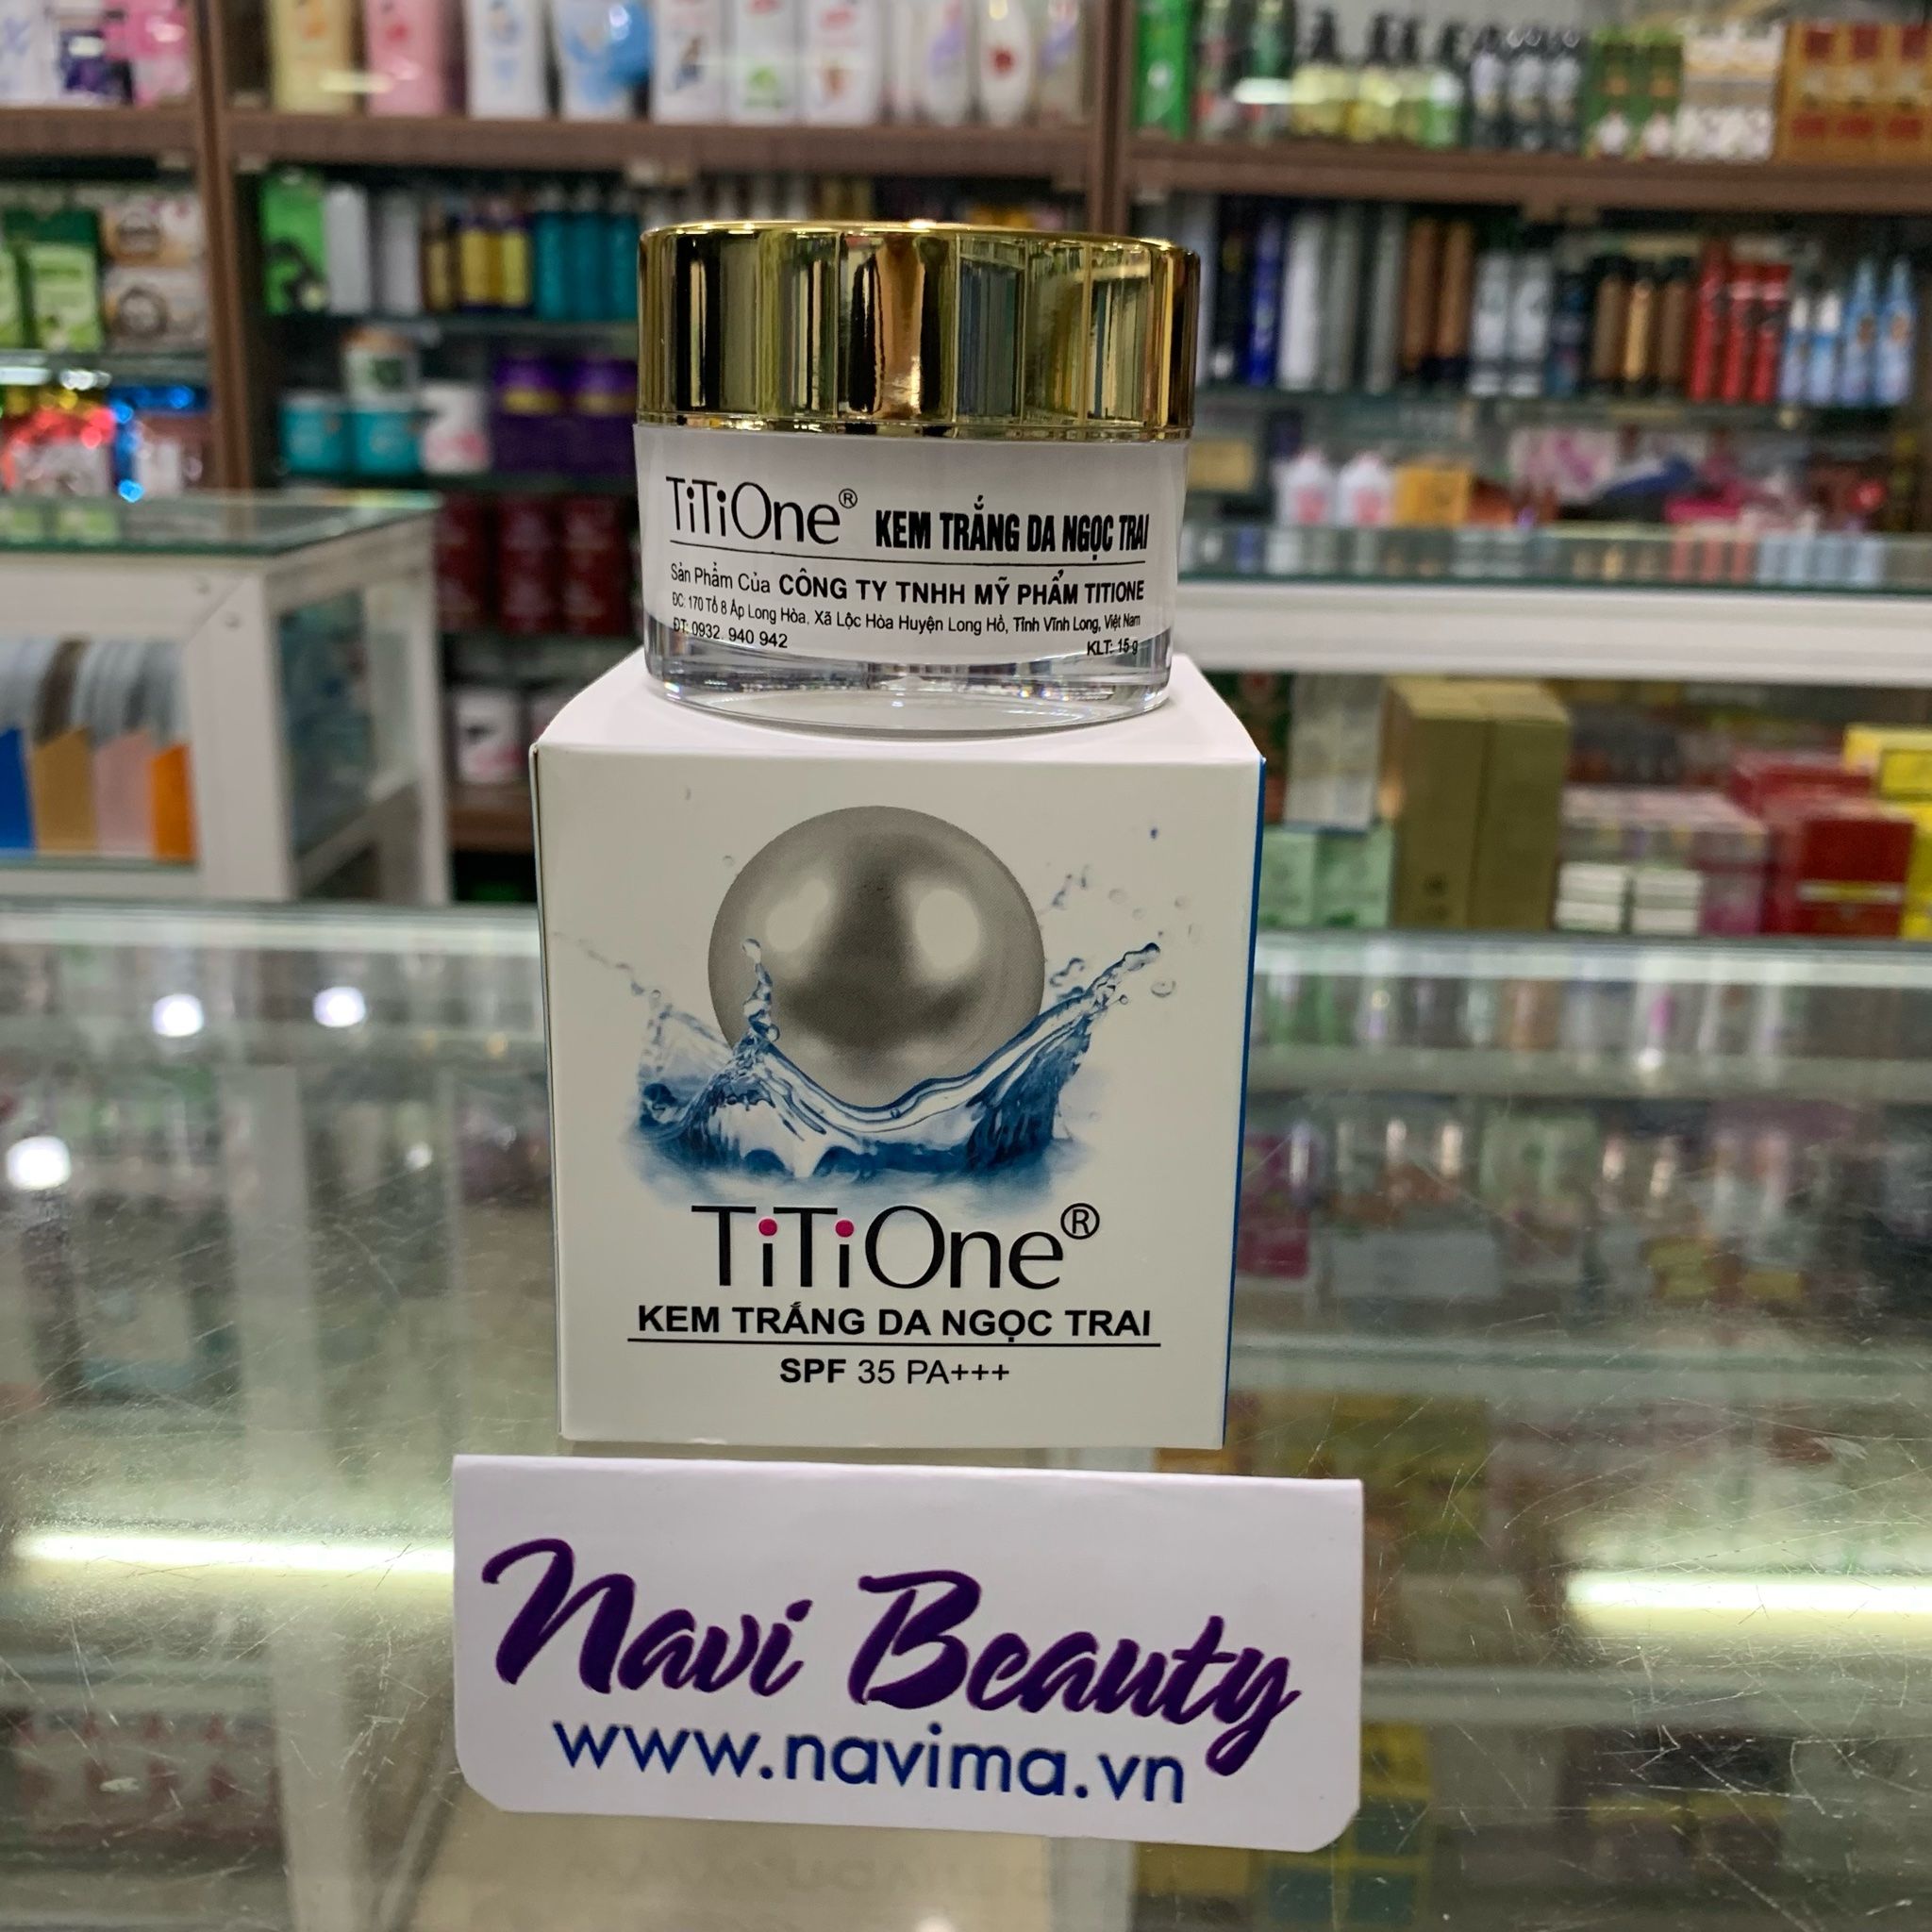 TiTiOne® KEM TRẮNG DA NGỌC TRAI
Sản Phẩm Của CÔNG TY TNHH MỸ PHẨM TITIONE
ĐC: 170 Tổ 8 Ấp Long Hòa, Xã Lộc Hòa Huyện Long Hồ, Tỉnh Vĩnh Long, Việt Nam
ĐT: 0932. 940 942
KLT: 15 g
TiTiOne®
KEM TRẮNG DA NGỌC TRAI
SPF 35 PA+++
Navi Beauty
www.navima.vn